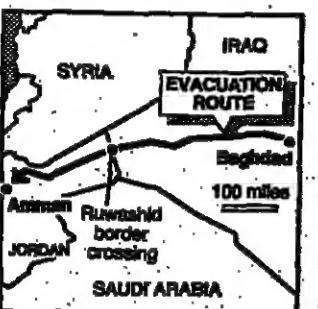 IRAQ
SYRIA
EVACUATION
ROUTE
Baghdad
100 miles
Amman
Ruwashid
border
crossing
JORDAN
SAUDI ARABIA